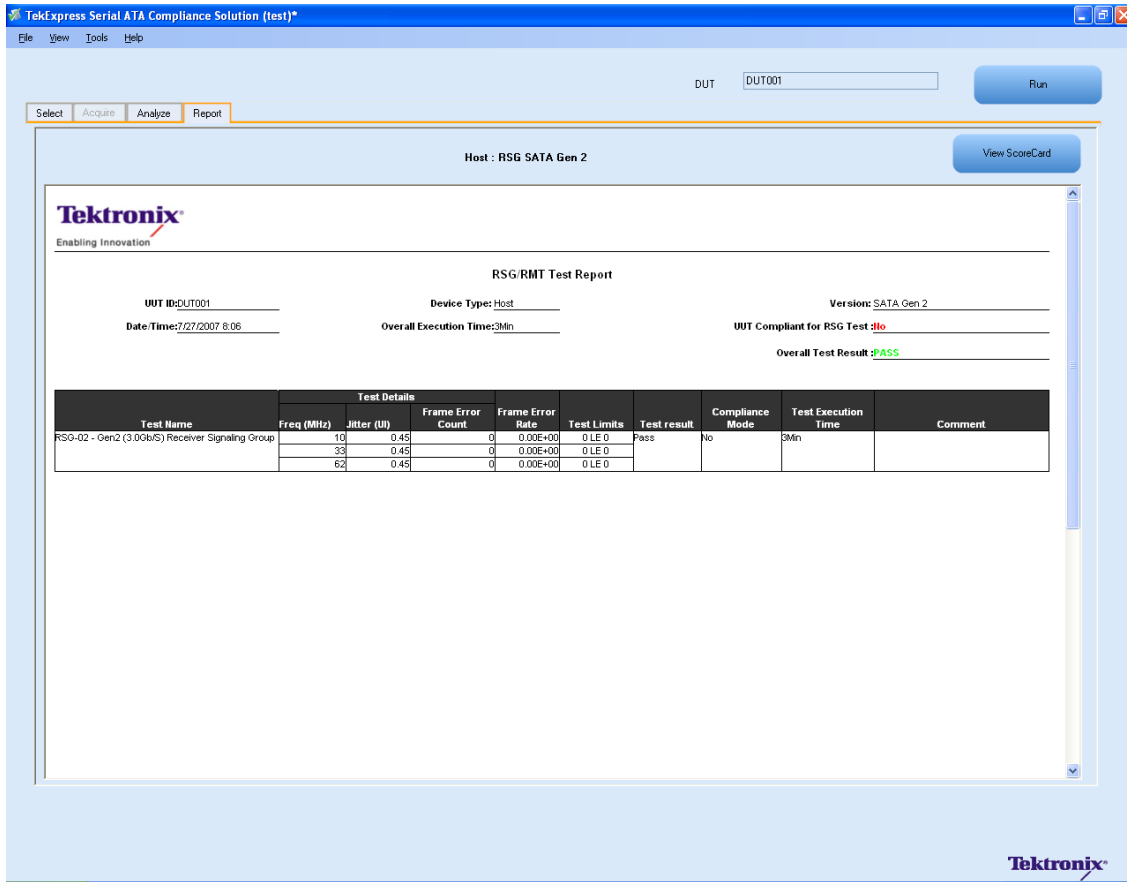 TekExpress Serial ATA Compliance Solution (test)*
File View Tools Help
DUT DUT001 Run
Select Acquire Analyze Report
Host : RSG SATA Gen 2 View ScoreCard
Tektronix
Enabling Innovation
RSG/RMT Test Report
UUT ID:DUT001 Device Type: Host Version: SATA Gen 2
Date/Time:7/27/2007 8:06 Overall Execution Time:3Min UUT Compliant for RSG Test :No
Overall Test Result :PASS
Test Details
Test Name Freq (MHz) Jitter (UI) Frame Error Count Frame Error Rate Test Limits Test result Compliance Mode Test Execution Time Comment
RSG-02 - Gen2 (3.0Gb/S) Receiver Signaling Group 10 0.45 0 0.00E+00 0 LE 0 Pass No 3Min
33 0.45 0 0.00E+00 0 LE 0
62 0.45 0 0.00E+00 0 LE 0
Tektronix